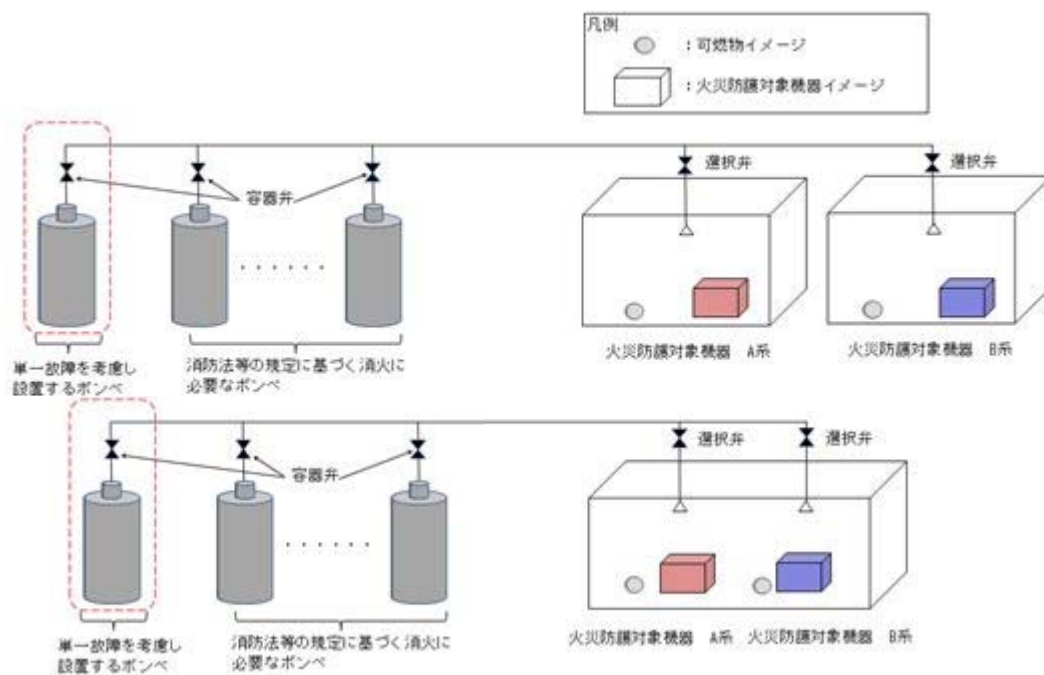 凡例
：可燃物イメージ
：火災防護対象機器イメージ
選択弁
選択弁
容器弁
火災防護対象機器 A系
火災防護対象機器 B系
単一故障を考慮し
設置するボンベ
消防法等の規定に基づく消火に
必要なボンベ
選択弁
選択弁
容器弁
単一故障を考慮し
設置するボンベ
消防法等の規定に基づく消火に
必要なボンベ
火災防護対象機器 A系
火災防護対象機器 B系